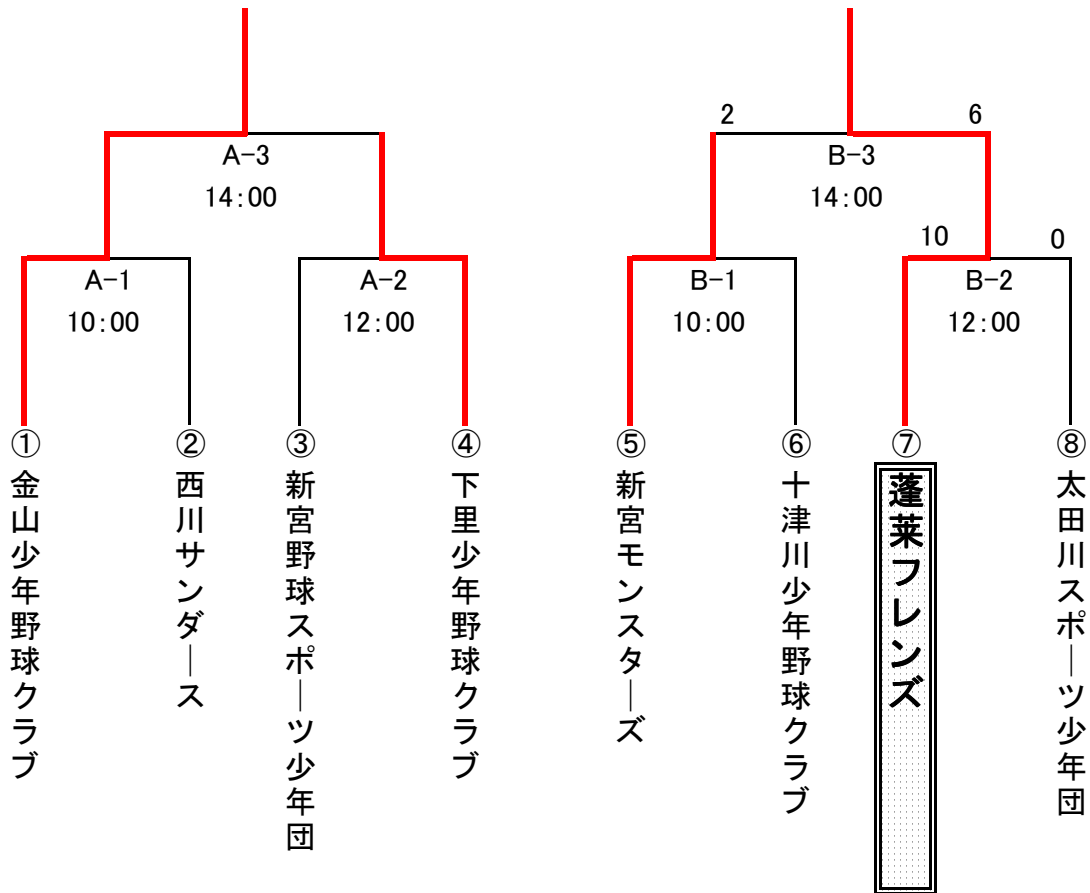 2
6
A-3
B-3
14:00
14:00
10
0
A-1
A-2
B-1
B-2
10:00
12:00
10:00
12:00
①
金山少年野球クラブ
②
西川サンダース
③
新宮野球スポーツ少年団
④
下里少年野球クラブ
⑤
新宮モンスターズ
⑥
十津川少年野球クラブ
⑦
蓬莱フレンズ
⑧
太田川スポーツ少年団